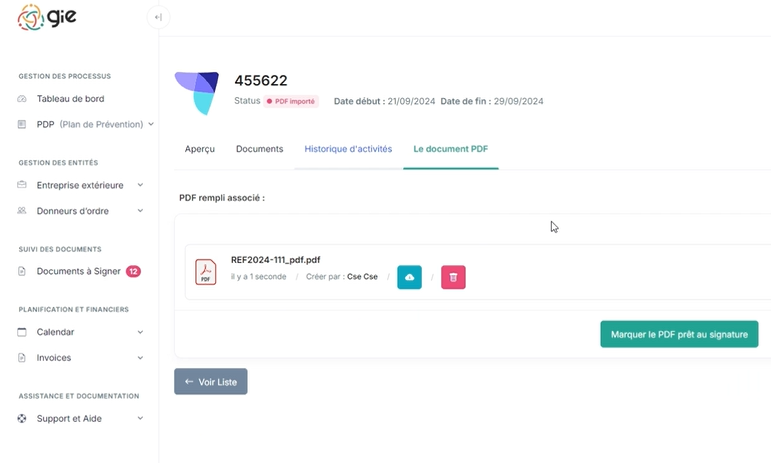 gie
GESTION DES PROCESSUS
Tableau de bord
PDP (Plan de Prévention)
GESTION DES ENTITÉS
Entreprise extérieure
Donneurs d'ordre
SUIVI DES DOCUMENTS
Documents à Signer 12
PLANIFICATION ET FINANCIERS
Calendar
Invoices
ASSISTANCE ET DOCUMENTATION
Support et Aide
455622
Status PDF importé Date début : 21/09/2024 Date de fin : 29/09/2024
Aperçu Documents Historique d'activités Le document PDF
PDF rempli associé :
PDF
REF2024-111_pdf.pdf
il y a 1 seconde / Créer par : Cse Cse / /
Marquer le PDF prêt au signature
← Voir Liste